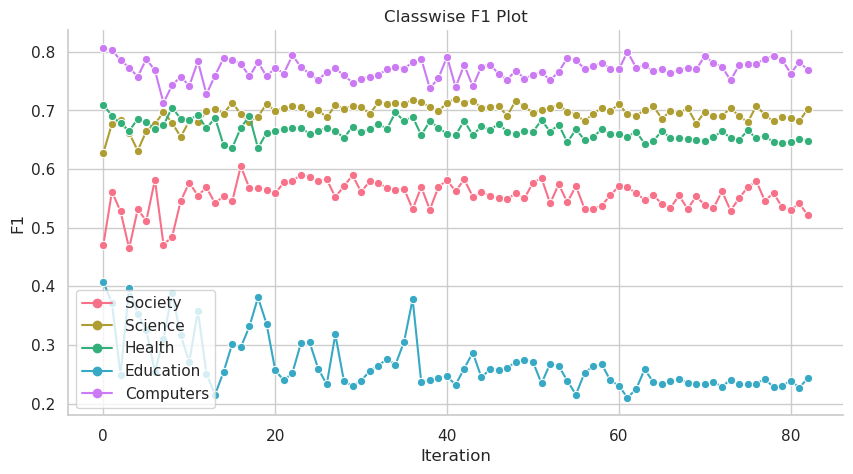 Classwise F1 Plot
F1
0.8
0.7
0.6
0.5
0.4
0.3
0.2
Society
Science
Health
Education
Computers
0
20
40
60
80
Iteration